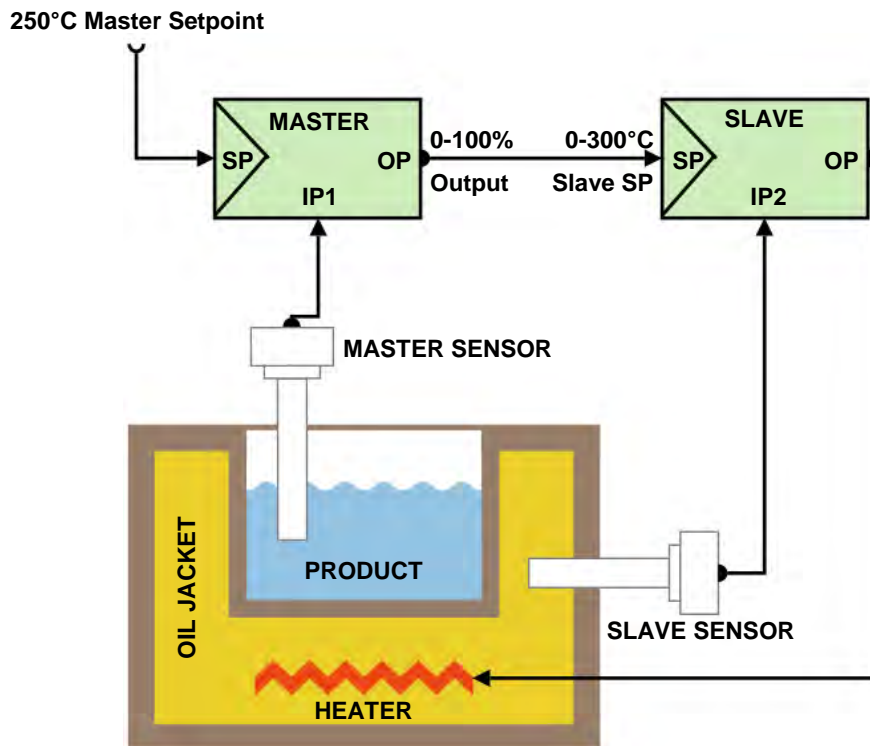 250°C Master Setpoint
MASTER
SLAVE
0-100%
0-300°C
SP
OP
SP
OP
Output
Slave SP
IP1
IP2
MASTER SENSOR
OIL JACKET
PRODUCT
SLAVE SENSOR
HEATER